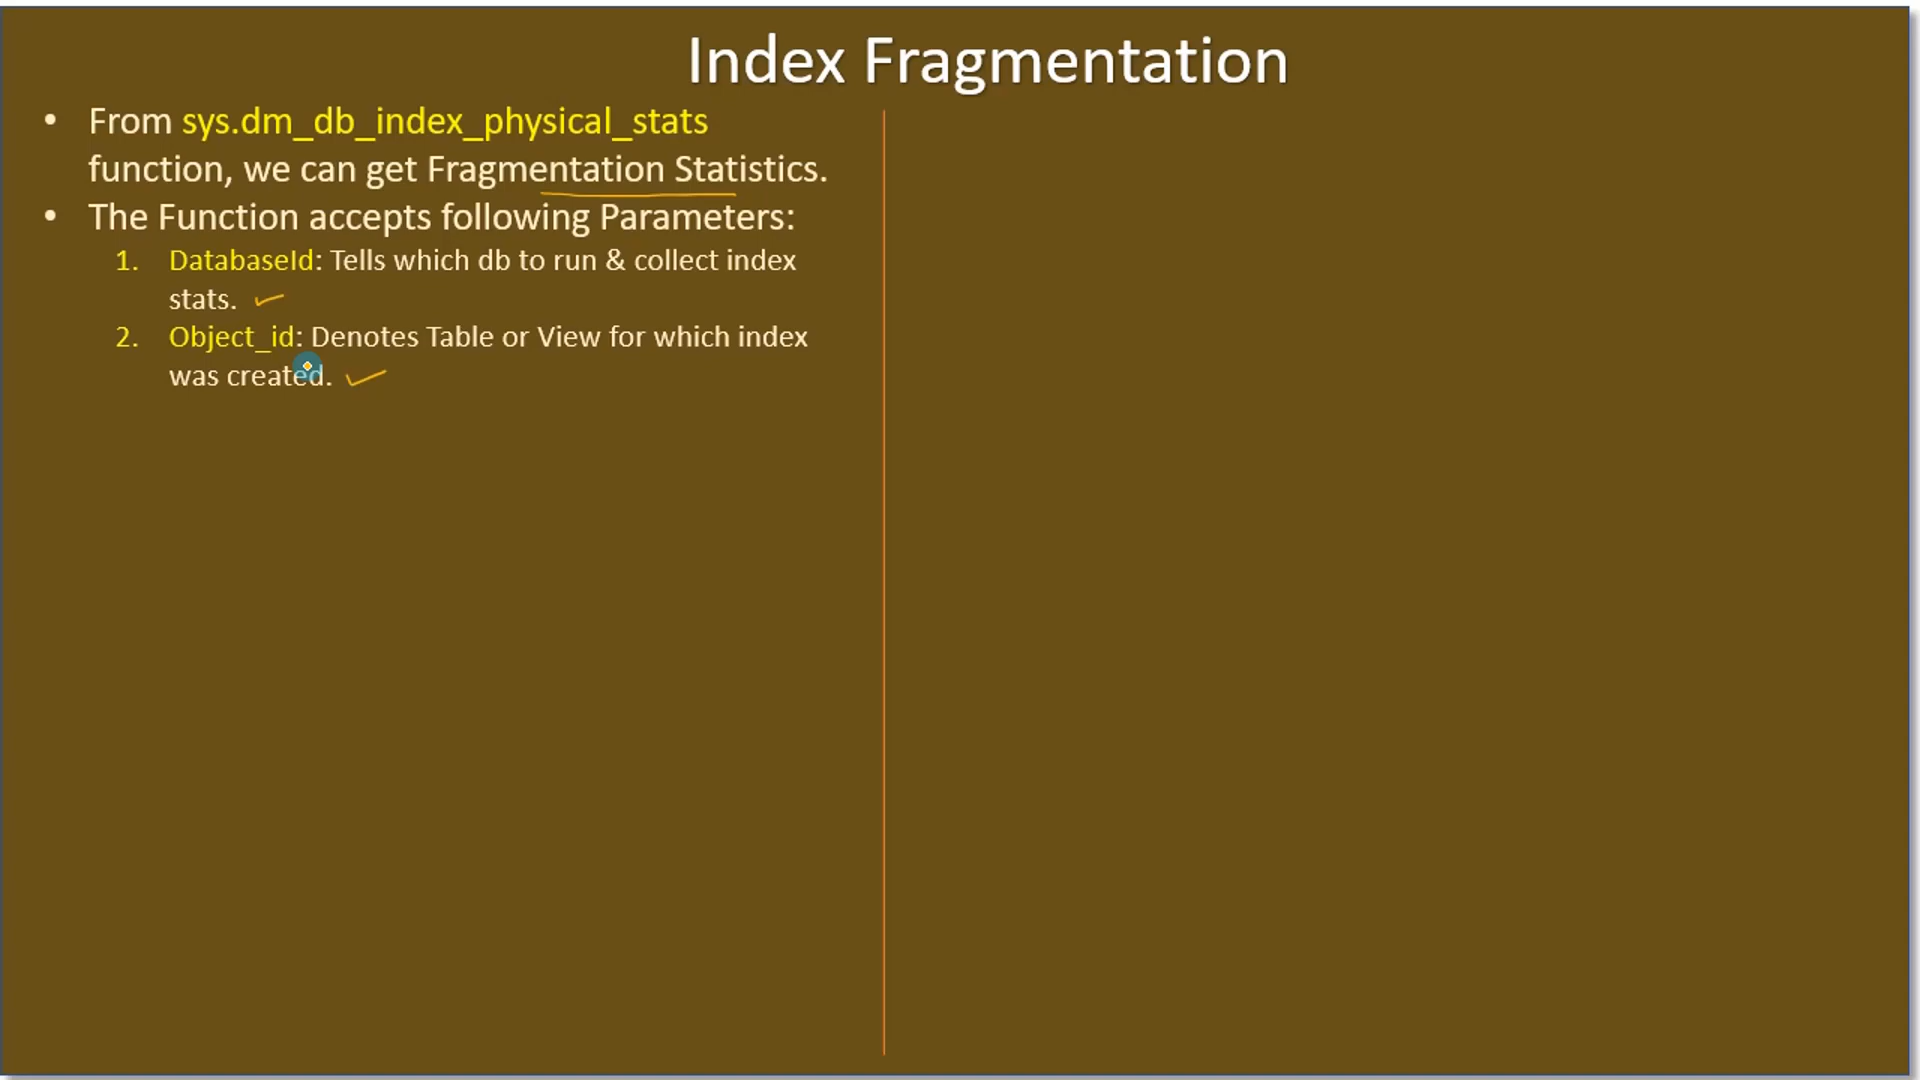 Index Fragmentation
• From sys.dm_db_index_physical_stats
function, we can get Fragmentation Statistics.
• The Function accepts following Parameters:
1. DatabaseId: Tells which db to run & collect index
stats.
2. Object_id: Denotes Table or View for which index
was created.